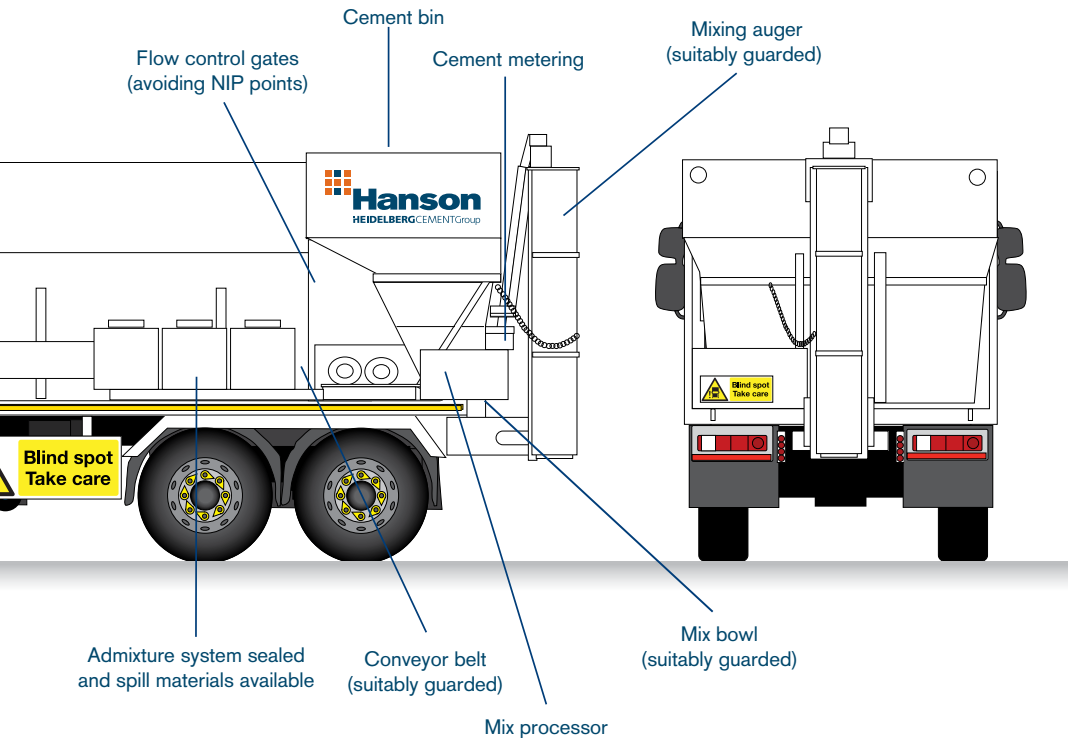 Cement bin
Mixing auger
(suitably guarded)
Flow control gates
(avoiding NIP points)
Cement metering
Hanson
HEIDELBERGCEMENTGroup
Blind spot
Take care
Blind spot
Take care
Admixture system sealed
and spill materials available
Conveyor belt
(suitably guarded)
Mix bowl
(suitably guarded)
Mix processor